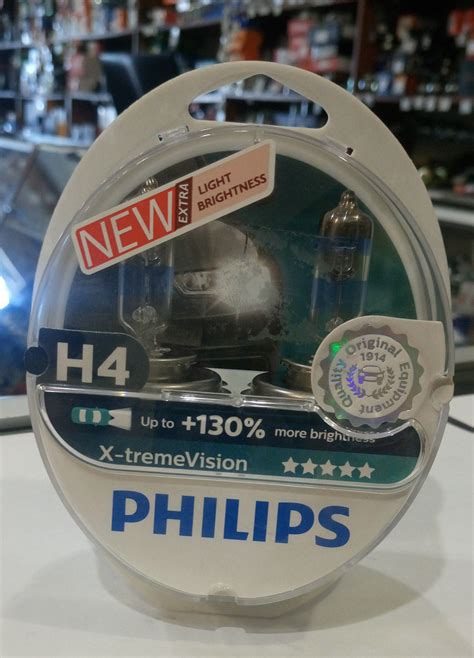 NEW
EXTRA
LIGHT
BRIGHTNESS
H4
Quality Original Equipment
1914
Up to +130% more brightness
X-tremeVision
PHILIPS